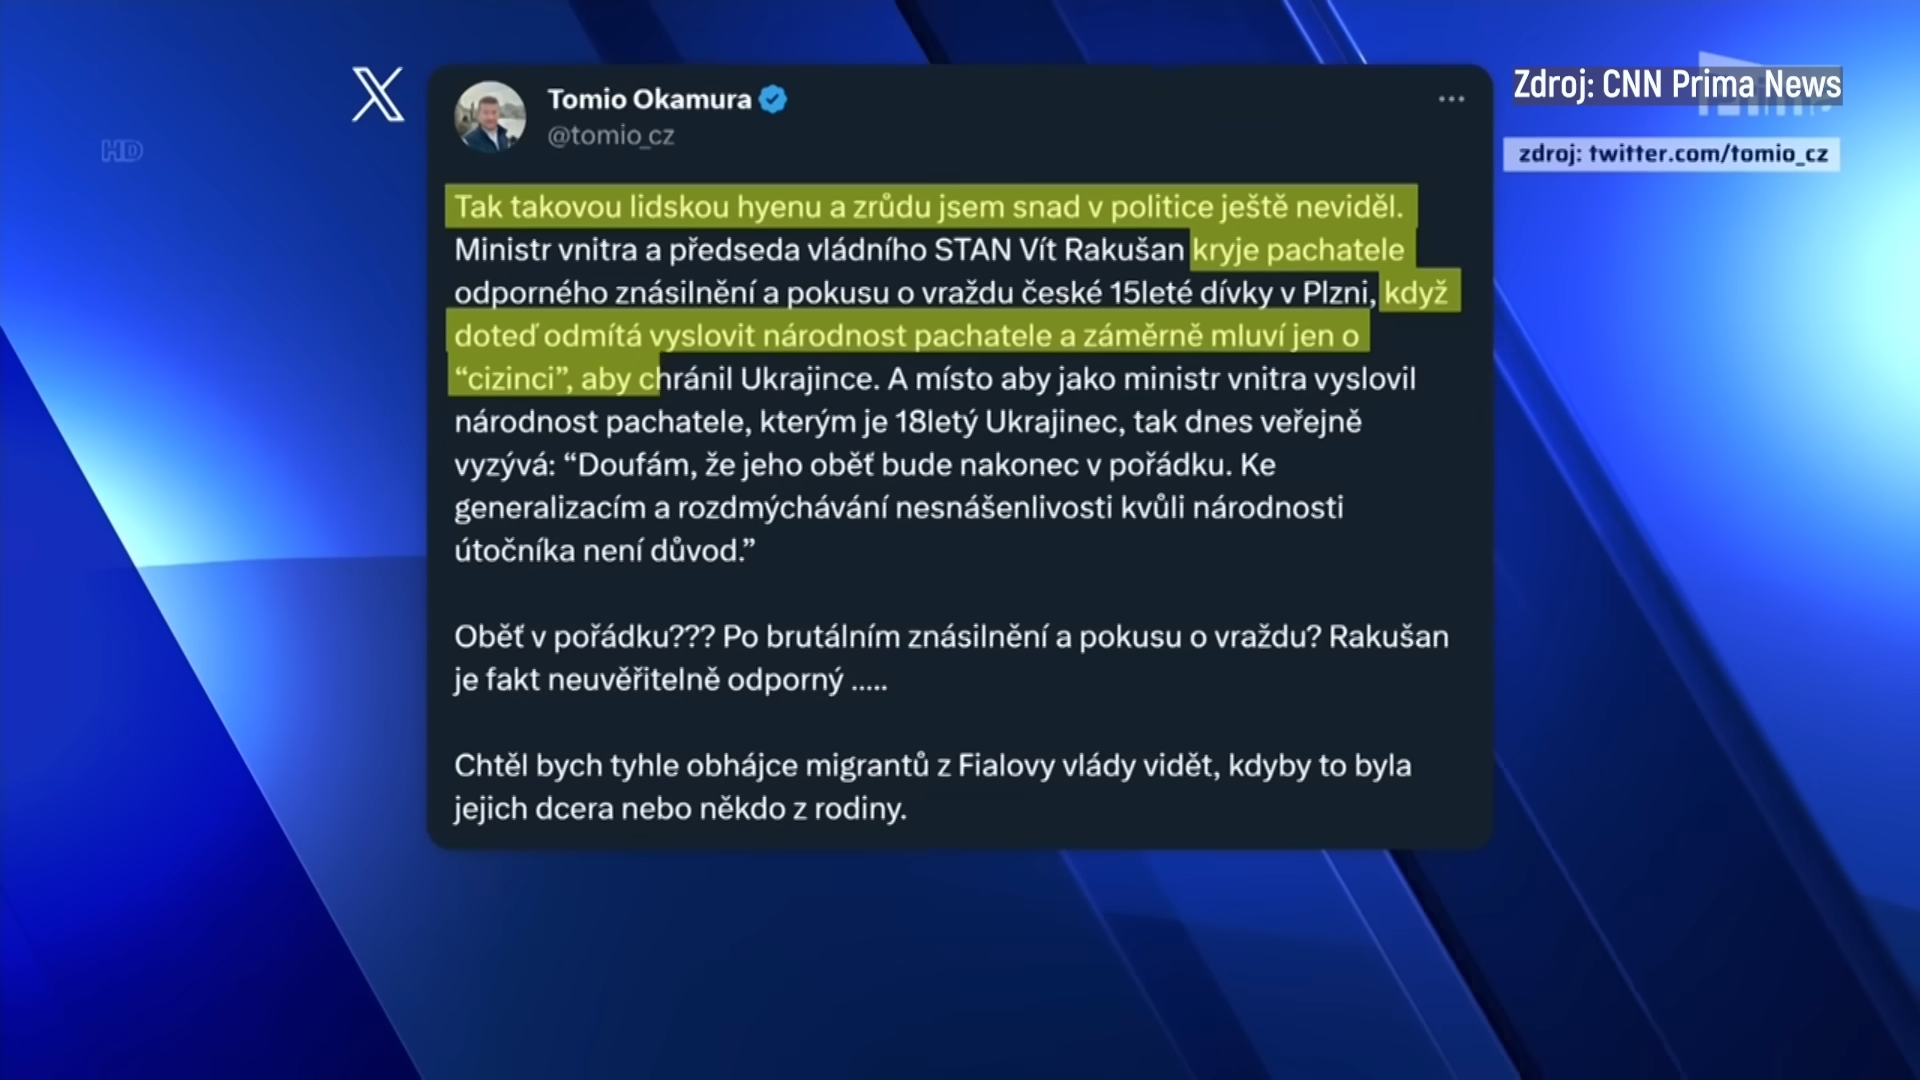 Zdroj: CNN Prima News
zdroj: twitter.com/tomio_cz
HD
Tomio Okamura
@tomio_cz
Tak takovou lidskou hyenu a zrůdu jsem snad v politice ještě neviděl.
Ministr vnitra a předseda vládního STAN Vít Rakušan kryje pachatele
odporného znásilnění a pokusu o vraždu české 15leté dívky v Plzni, když
doteď odmítá vyslovit národnost pachatele a záměrně mluví jen o
“cizinci”, aby chránil Ukrajince. A místo aby jako ministr vnitra vyslovil
národnost pachatele, kterým je 18letý Ukrajinec, tak dnes veřejně
vyzývá: “Doufám, že jeho oběť bude nakonec v pořádku. Ke
generalizacím a rozdmýchávání nesnášenlivosti kvůli národnosti
útočníka není důvod.”
Oběť v pořádku??? Po brutálním znásilnění a pokusu o vraždu? Rakušan
je fakt neuvěřitelně odporný .....
Chtěl bych tyhle obhájce migrantů z Fialovy vlády vidět, kdyby to byla
jejich dcera nebo někdo z rodiny.